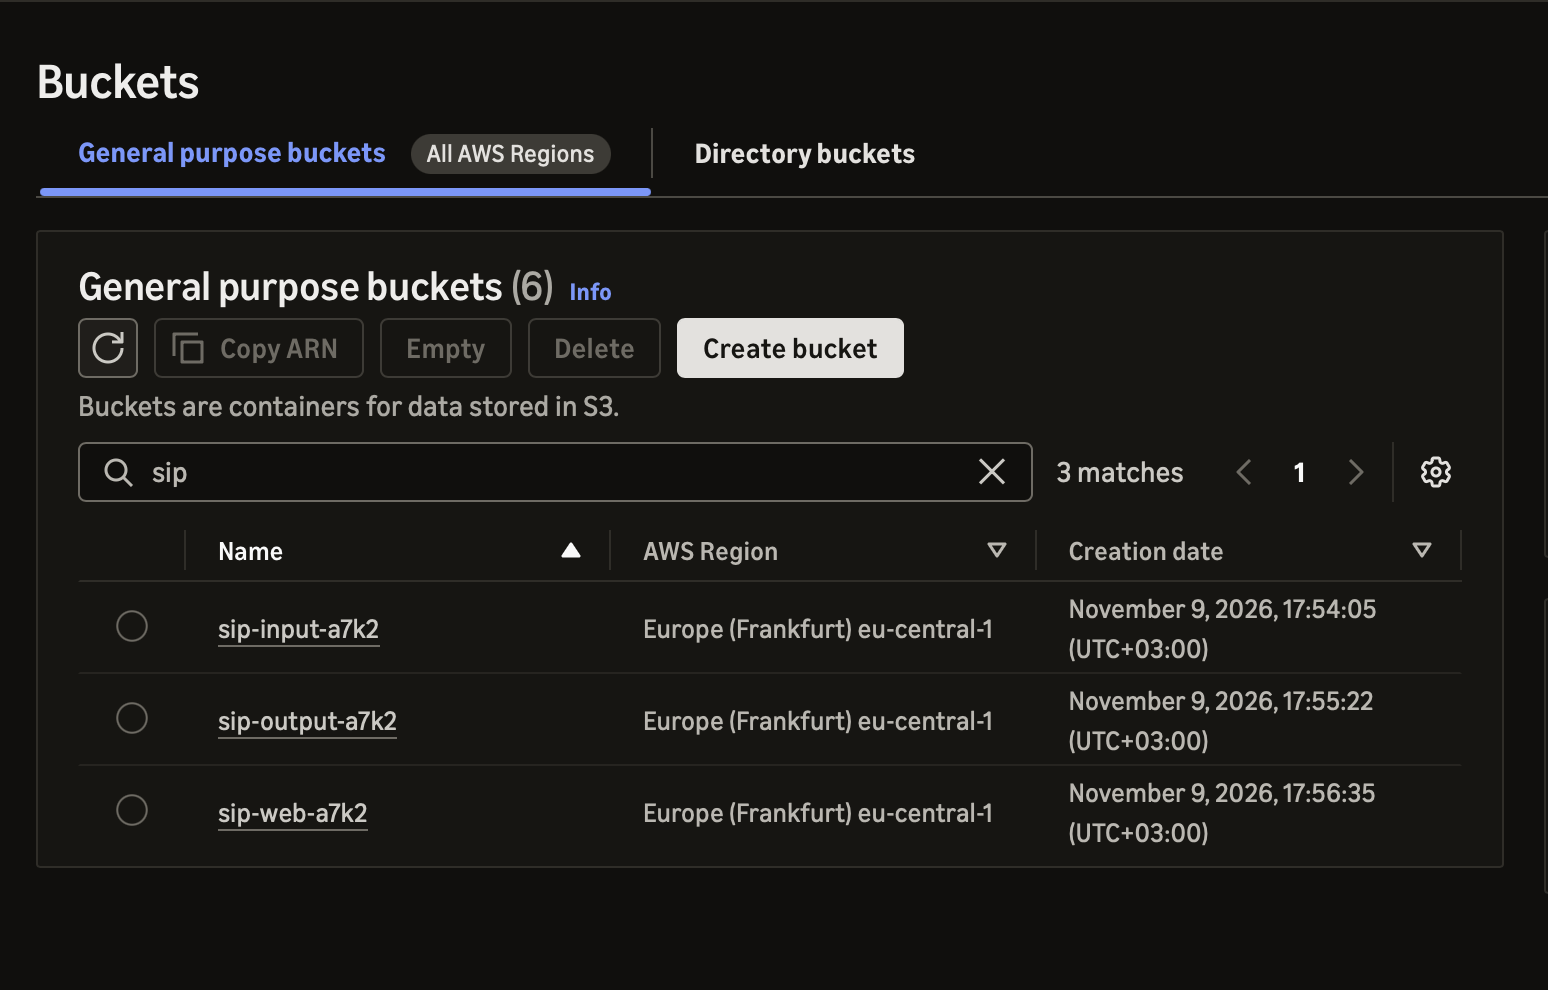 Buckets
General purpose buckets All AWS Regions Directory buckets
General purpose buckets (6) Info
Copy ARN Empty Delete Create bucket
Buckets are containers for data stored in S3.
sip 3 matches 1
Name AWS Region Creation date
sip-input-a7k2 Europe (Frankfurt) eu-central-1 November 9, 2026, 17:54:05
(UTC+03:00)
sip-output-a7k2 Europe (Frankfurt) eu-central-1 November 9, 2026, 17:55:22
(UTC+03:00)
sip-web-a7k2 Europe (Frankfurt) eu-central-1 November 9, 2026, 17:56:35
(UTC+03:00)